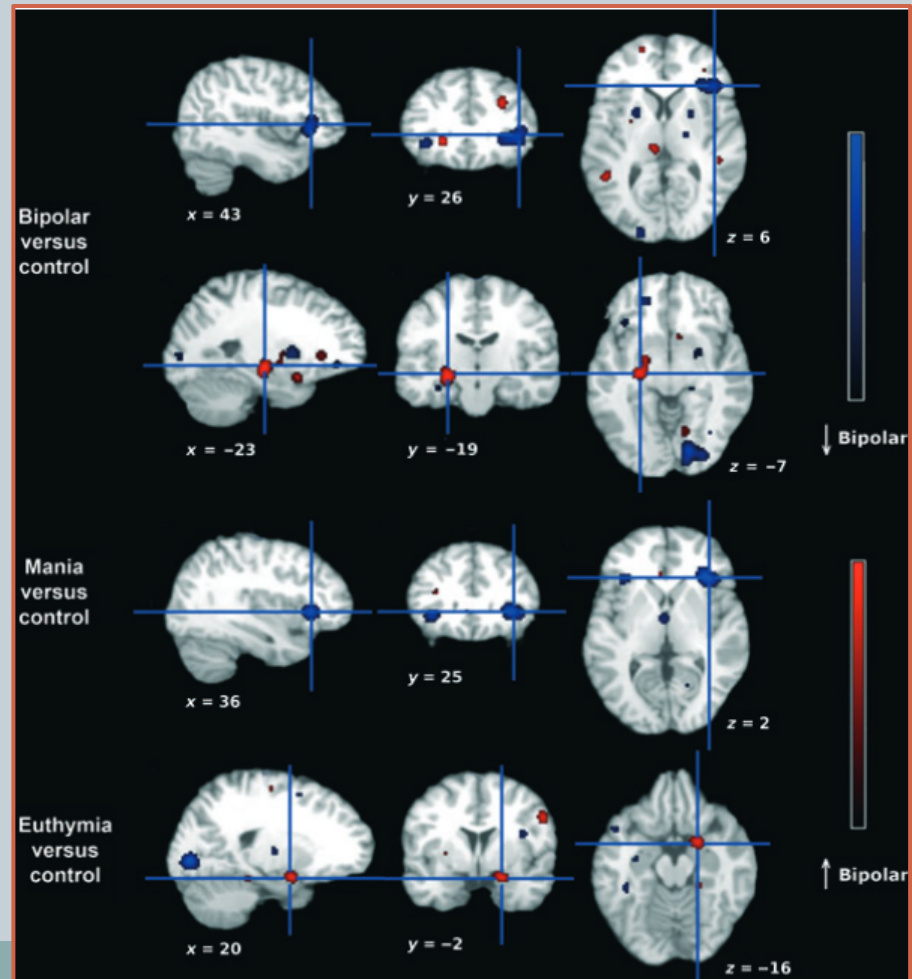 Bipolar
versus
control
x = 43
y = 26
z = 6
x = −23
y = −19
z = −7
↓ Bipolar
Mania
versus
control
x = 36
y = 25
z = 2
Euthymia
versus
control
x = 20
y = −2
z = −16
↑ Bipolar